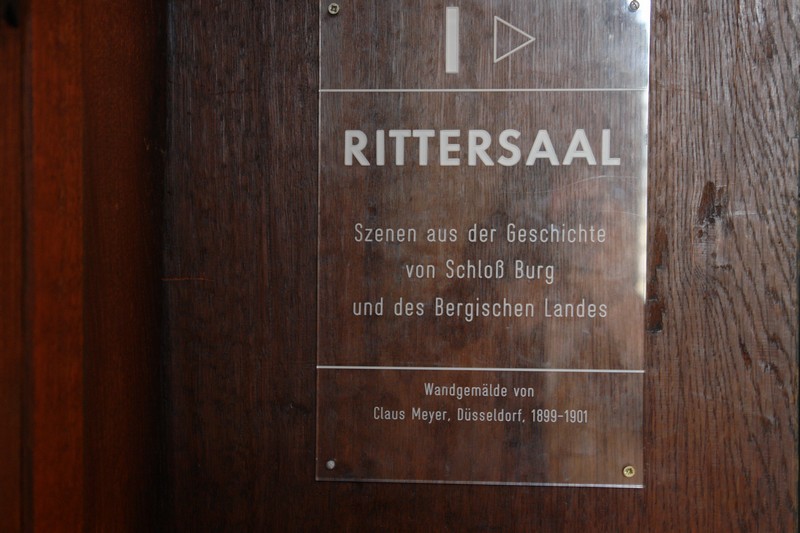 I
RITTERSAAL
Szenen aus der Geschichte
von Schloß Burg
und des Bergischen Landes
Wandgemälde von
Claus Meyer, Düsseldorf, 1899-1901